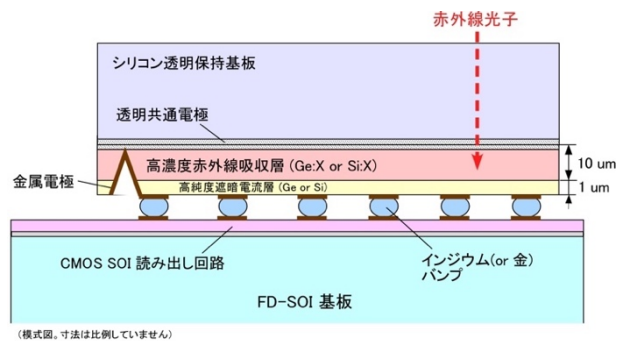 赤外線光子
シリコン透明保持基板
透明共通電極
高濃度赤外線吸収層 (Ge:X or Si:X)
10 um
金属電極
高純度遮暗電流層 (Ge or Si)
1 um
CMOS SOI 読み出し回路
インジウム(or 金)
バンプ
FD-SOI 基板
(模式図。寸法は比例していません)